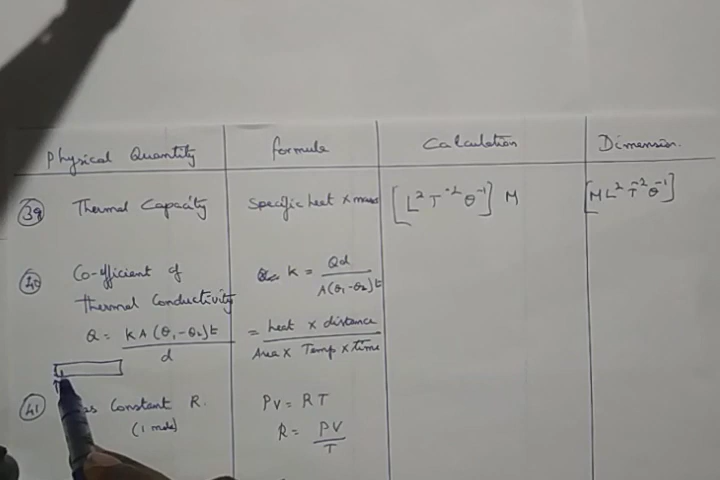 Physical Quantity Formula Calculation Dimension.
39 Thermal Capacity Specific heat × mass [L² T⁻² θ⁻¹] M [M L² T⁻² θ⁻¹]
40 Co-efficient of Thermal Conductivity
K = Qd / A(θ₁-θ₂)t
Q = KA(θ₁-θ₂)t / d
= heat × distance / Area × Temp × time
41 Constant R. PV = RT
(1 mole) R = PV / T